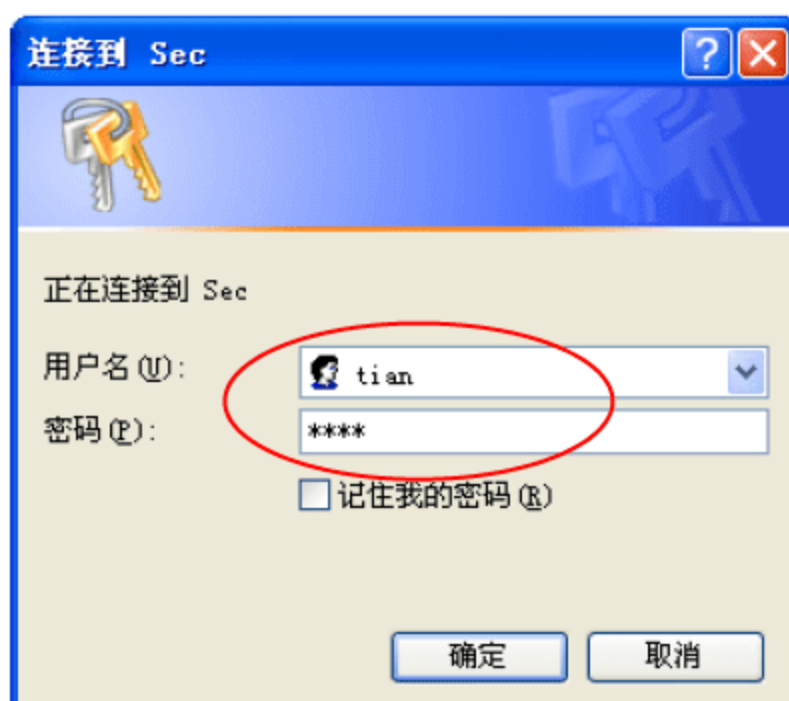 连接到 Sec
正在连接到 Sec
用户名(U):
tian
密码(P):
****
记住我的密码(R)
确定
取消